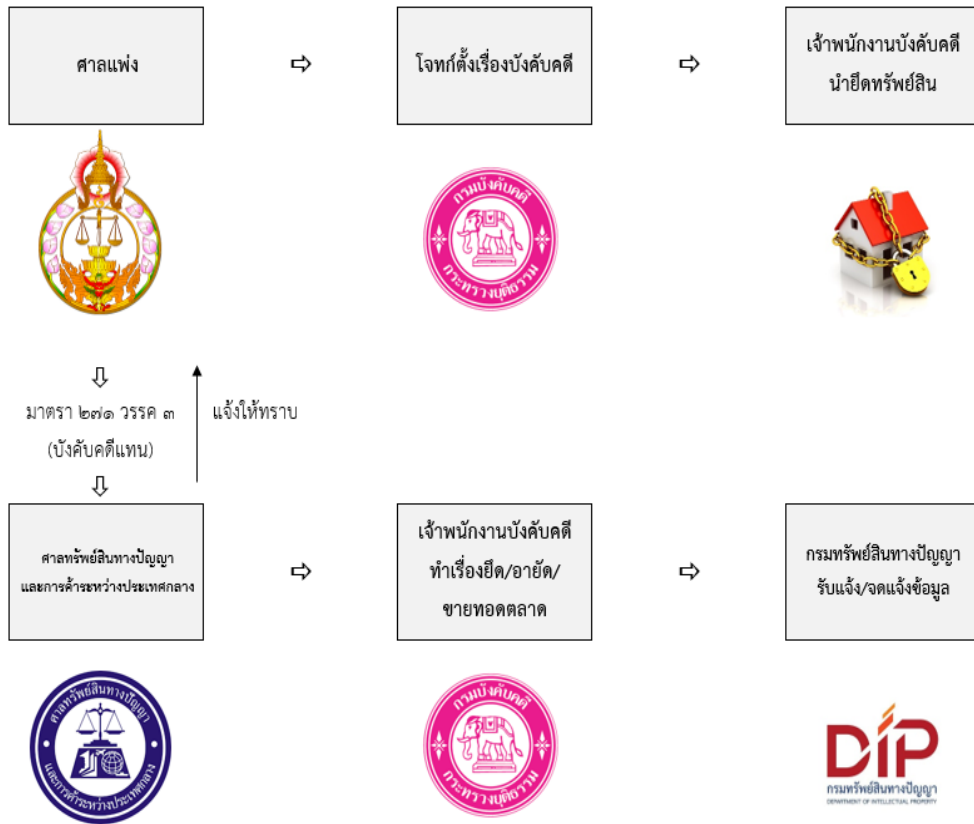 ศาลแพ่ง
โจทก์ตั้งเรื่องบังคับคดี
เจ้าพนักงานบังคับคดี
นำยึดทรัพย์สิน
กรมบังคับคดี
กระทรวงยุติธรรม
มาตรา ๒๗๑ วรรค ๓
(บังคับคดีแทน)
แจ้งให้ทราบ
ศาลทรัพย์สินทางปัญญา
และการค้าระหว่างประเทศกลาง
เจ้าพนักงานบังคับคดี
ทำเรื่องยึด/อายัด/
ขายทอดตลาด
กรมทรัพย์สินทางปัญญา
รับแจ้ง/จดแจ้งข้อมูล
ศาลทรัพย์สินทางปัญญา
และการค้าระหว่างประเทศกลาง
กรมบังคับคดี
กระทรวงยุติธรรม
DIP
กรมทรัพย์สินทางปัญญา
DEPARTMENT OF INTELLECTUAL PROPERTY